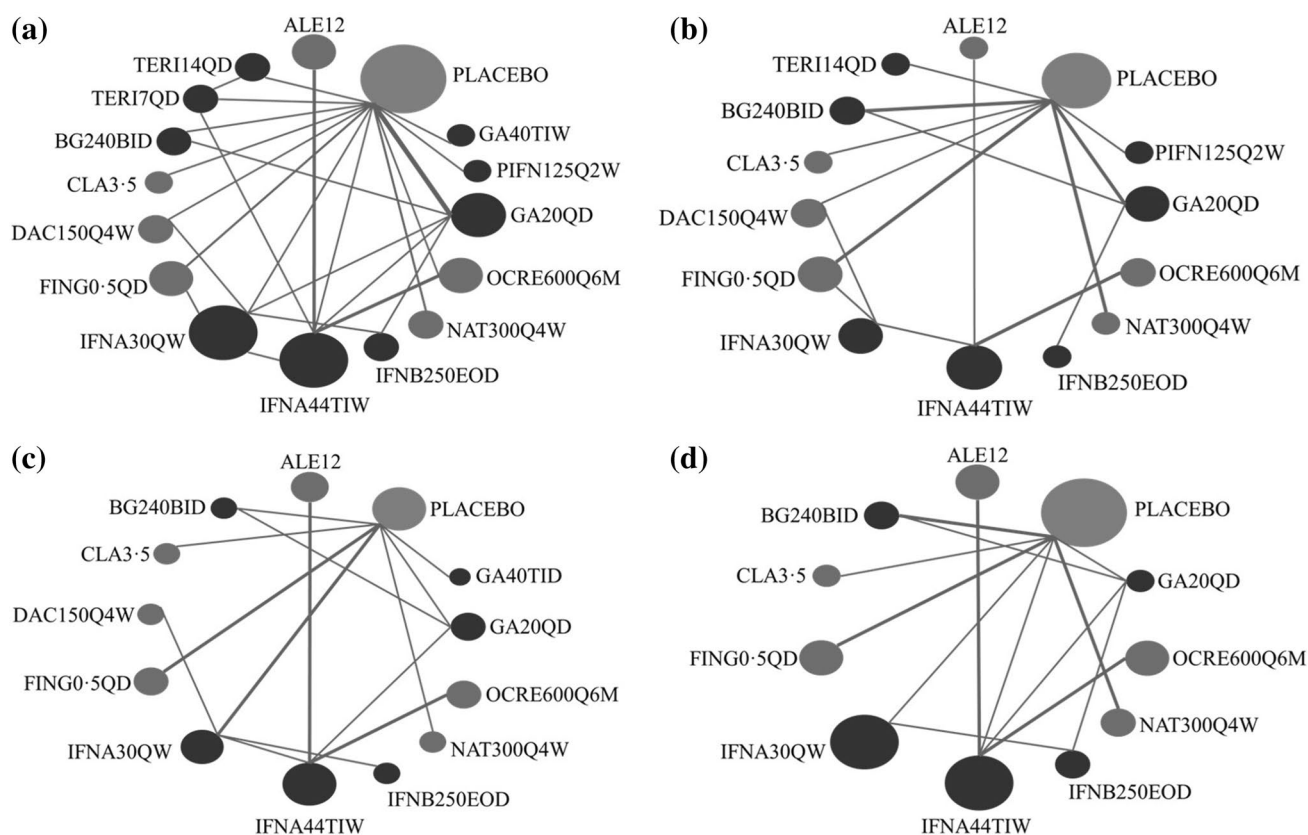 (a)
ALE12
TERI14QD
PLACEBO
TERI7QD
GA40TIW
BG240BID
PIFN125Q2W
CLA3·5
GA20QD
DAC150Q4W
OCRE600Q6M
FING0·5QD
NAT300Q4W
IFNA30QW
IFNB250EOD
IFNA44TIW
(b)
ALE12
TERI14QD
PLACEBO
BG240BID
PIFN125Q2W
CLA3·5
GA20QD
DAC150Q4W
OCRE600Q6M
FING0·5QD
NAT300Q4W
IFNA30QW
IFNB250EOD
IFNA44TIW
(c)
ALE12
BG240BID
PLACEBO
CLA3·5
GA40TID
DAC150Q4W
GA20QD
FING0·5QD
OCRE600Q6M
IFNA30QW
NAT300Q4W
IFNB250EOD
IFNA44TIW
(d)
ALE12
BG240BID
PLACEBO
CLA3·5
GA20QD
FING0·5QD
OCRE600Q6M
NAT300Q4W
IFNA30QW
IFNB250EOD
IFNA44TIW